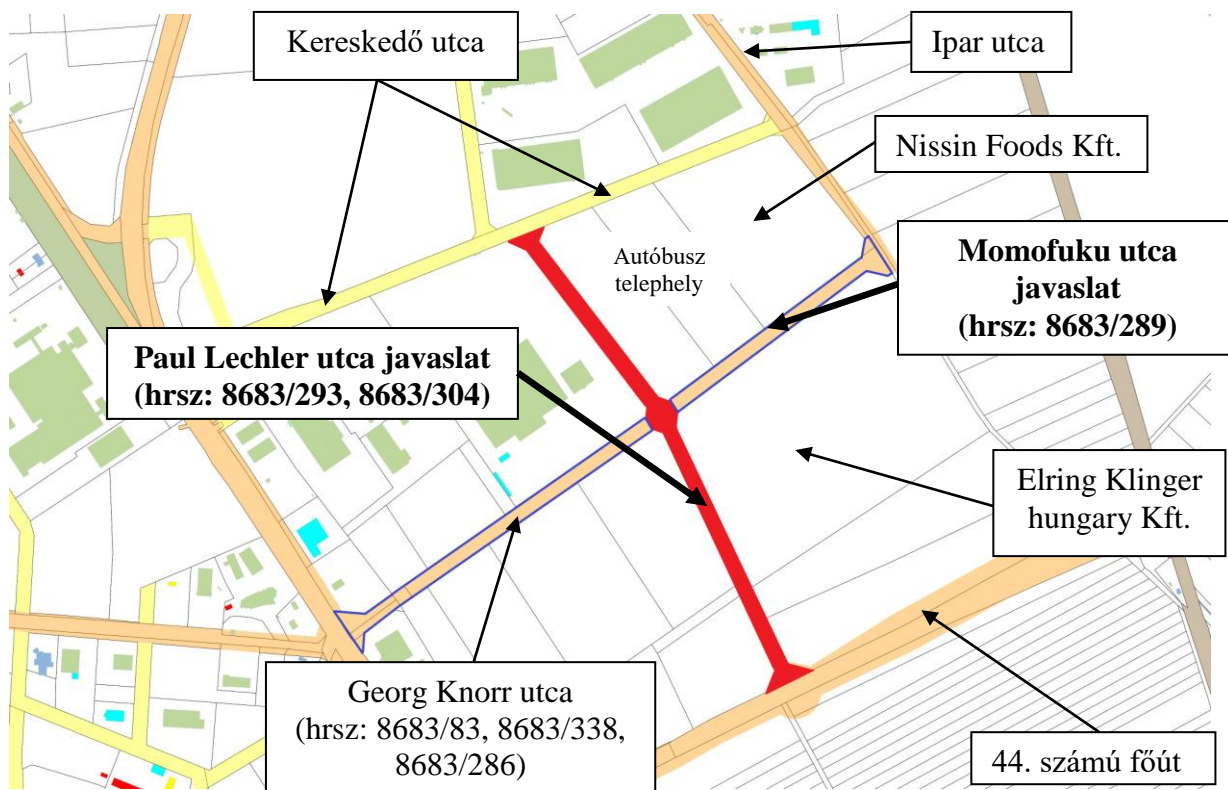 Kereskedő utca
Ipar utca
Nissin Foods Kft.
Autóbusz
telephely
Momofuku utca
javaslat
(hrsz: 8683/289)
Paul Lechler utca javaslat
(hrsz: 8683/293, 8683/304)
Elring Klinger
hungary Kft.
Georg Knorr utca
(hrsz: 8683/83, 8683/338,
8683/286)
44. számú főút